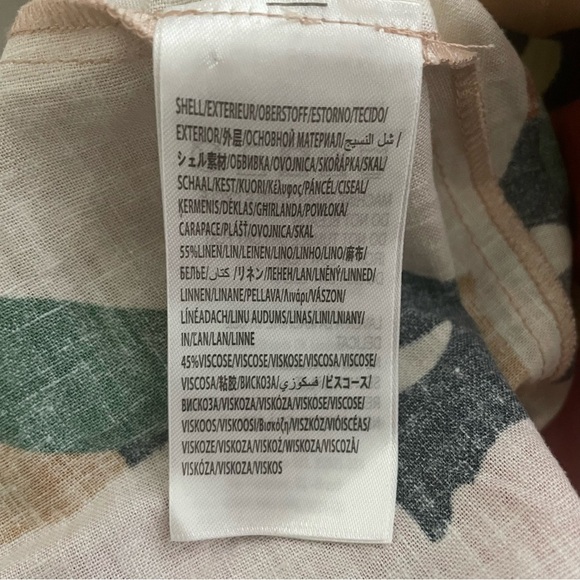 SHELL/EXTERIEUR/OBERSTOFF/ESTORNO/TECIDO/
EXTERIOR/外层/ОСНОВНОЙ МАТЕРИАЛ/شل النسيج/
シェル素材/ОБВИВКА/OVOJNICA/SKOŘÁPKA/SKAL/
SCHAAL/KEST/KUORI/Κέλυφος/PÁNCÉL/CISEAL/
KERMENIS/DĖKLAS/GHIRLANDA/POWŁOKA/
CARAPACE/PLÁŠŤ/OVOJNICA/SKAL
55%LINEN/LIN/LEINEN/LINO/LINHO/LINO/麻布/
БЕЛЬЕ/كتان/リネン/ЛЕНЕН/LAN/LNĚNÝ/LINNED/
LINNEN/LINANE/PELLAVA/Λινάρι/VÁSZON/
LÍNÉADACH/LINU AUDUMS/LINAS/LINI/LNIANY/
IN/CAN/LAN/LINNE
45%VISCOSE/VISCOSE/VISKOSE/VISCOSA/VISCOSE/
VISCOSA/粘胶/ВИСКОЗА/فسكوزي/ビスコース/
ВИСКОЗА/VISKOZA/VISKÓZA/VISKOSE/VISCOSE/
VISKOOS/VISKOOSI/Βισκόζη/VISZKÓZ/VIÓISCÉAS/
VISKOZE/VISKOZA/VISKOŽ/WISKOZA/VISCOZĂ/
VISKÓZA/VISKOZA/VISKOS